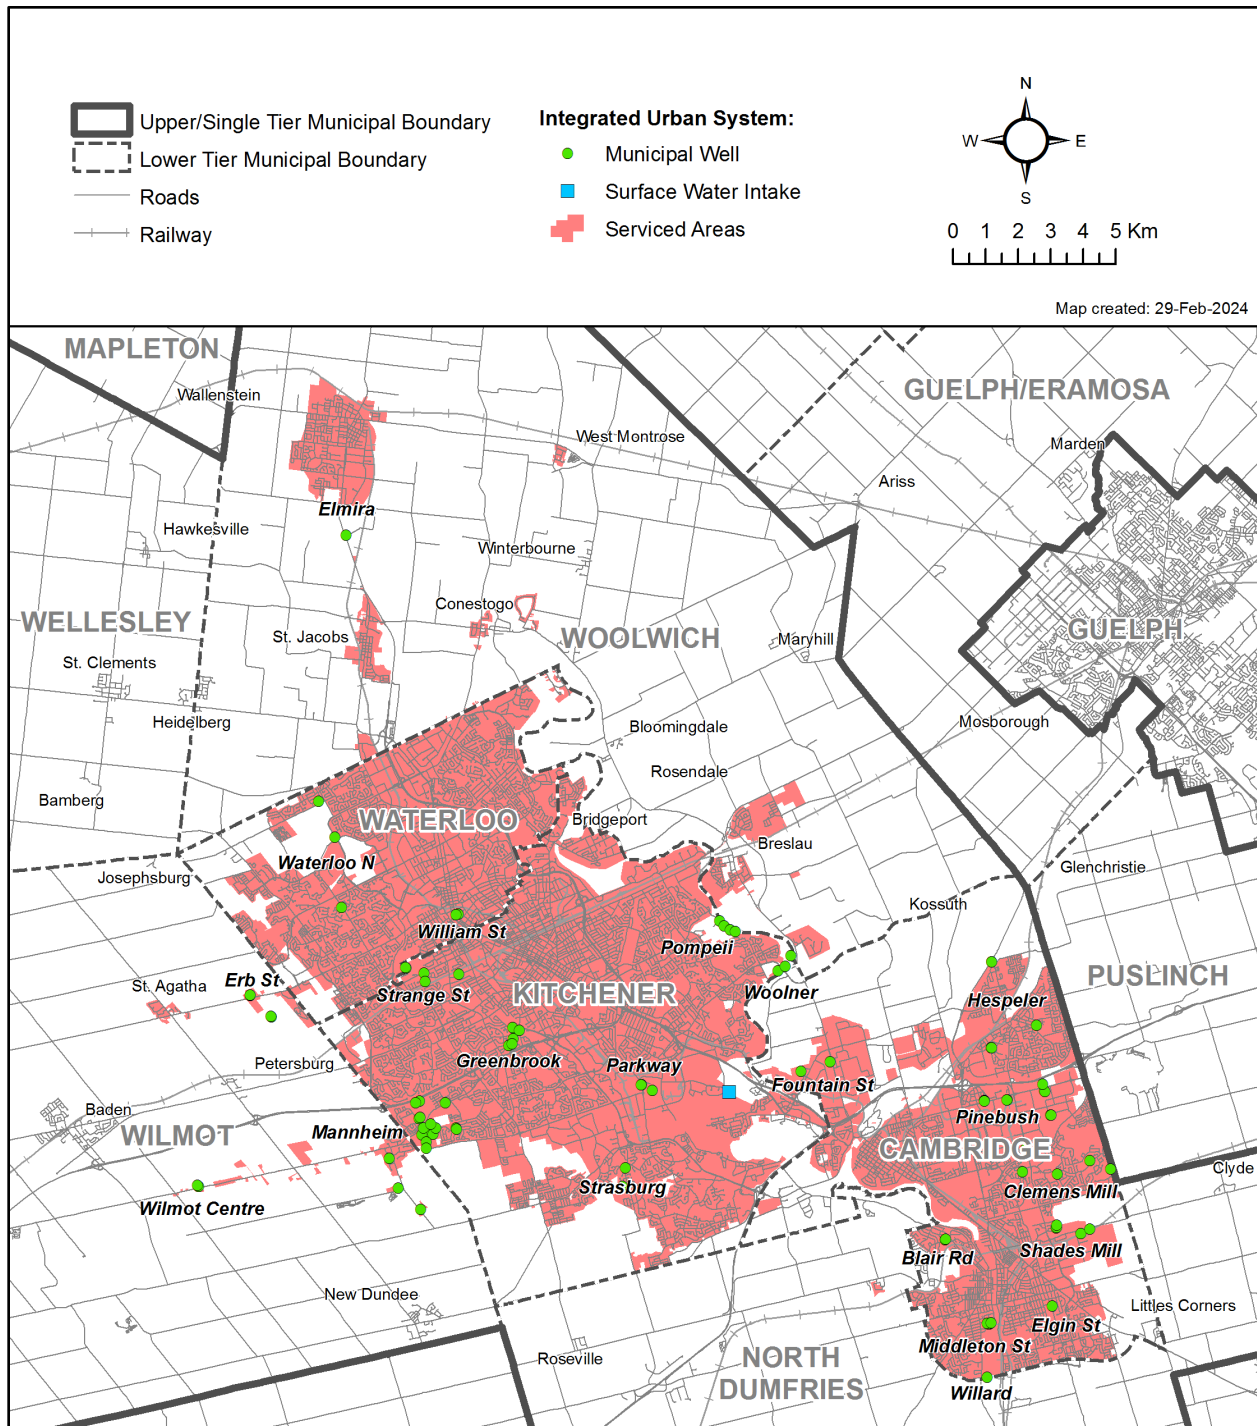 Upper/Single Tier Municipal Boundary
Lower Tier Municipal Boundary
Roads
Railway
Integrated Urban System:
Municipal Well
Surface Water Intake
Serviced Areas
N
W
E
S
0 1 2 3 4 5 Km
Map created: 29-Feb-2024
MAPLETON
Wallenstein
GUELPH/ERAMOSA
West Montrose
Marden
Ariss
Elmira
Hawkesville
Winterbourne
Conestogo
WELLESLEY
WOOLWICH
GUELPH
St. Jacobs
Maryhill
St. Clements
Heidelberg
Mosborough
Bloomingdale
Rosendale
Bamberg
WATERLOO
Bridgeport
Breslau
Waterloo N
Glenchristie
Josephsburg
Kossuth
William St
Pompeii
Erb St
St. Agatha
PUSLINCH
Strange St
KITCHENER
Woolner
Hespeler
Petersburg
Greenbrook
Parkway
Fountain St
Baden
Pinebush
WILMOT
Mannheim
CAMBRIDGE
Clyde
Strasburg
Clemens Mill
Wilmot Centre
Blair Rd
Shades Mill
New Dundee
Littles Corners
Elgin St
Middleton St
Roseville
NORTH
DUMFRIES
Willard